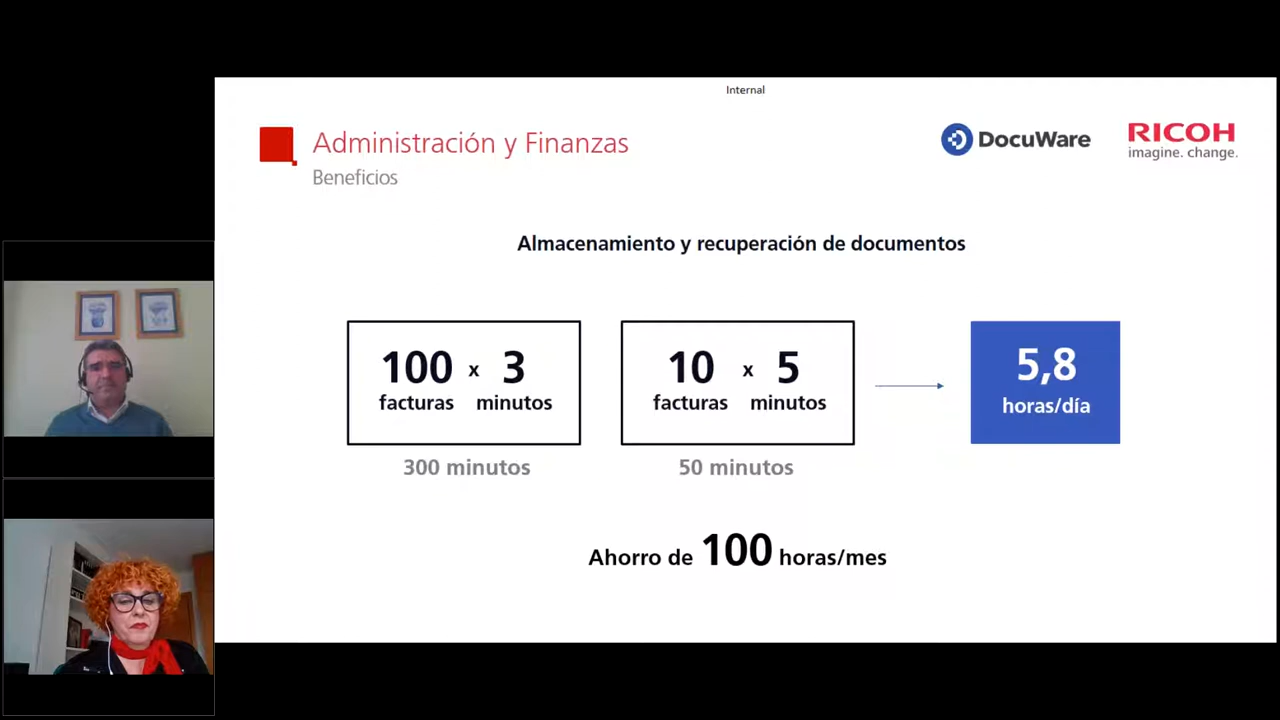 Internal
Administración y Finanzas
Beneficios
DocuWare
RICOH
imagine. change.
Almacenamiento y recuperación de documentos
100 x 3
facturas minutos
300 minutos
10 x 5
facturas minutos
50 minutos
5,8
horas/día
Ahorro de 100 horas/mes